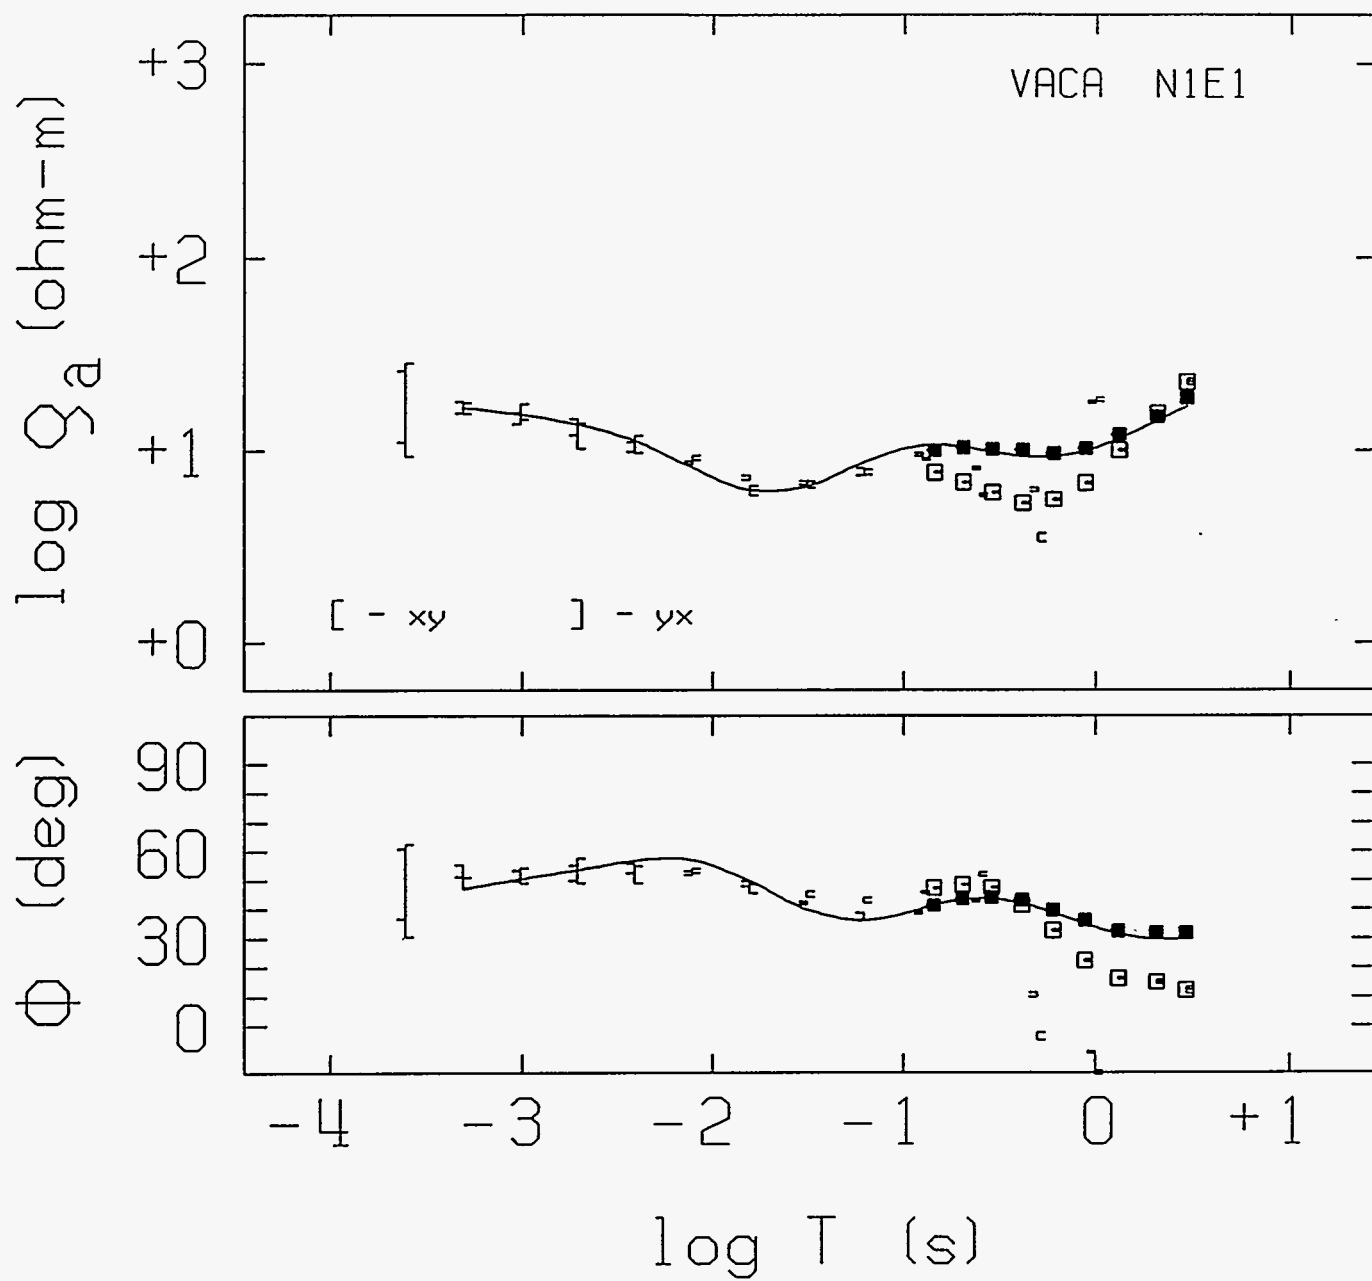 VACA N1E1
log ρa (ohm-m)
+3
+2
+1
+0
[ - xy ] - yx
Φ (deg)
90
60
30
0
-4 -3 -2 -1 0 +1
log T (s)